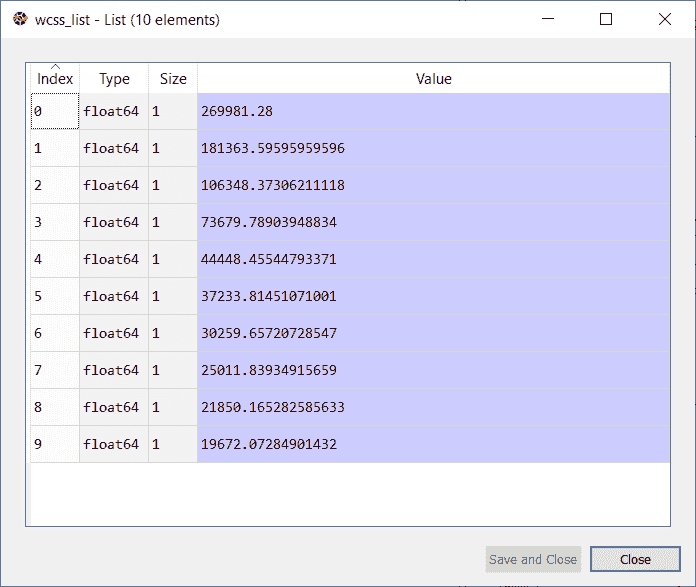 wcss_list - List (10 elements)
Index Type Size Value
0 float64 1 269981.28
1 float64 1 181363.59595959596
2 float64 1 106348.37306211118
3 float64 1 73679.78903948834
4 float64 1 44448.45544793371
5 float64 1 37233.81451071001
6 float64 1 30259.65720728547
7 float64 1 25011.83934915659
8 float64 1 21850.165282585633
9 float64 1 19672.07284901432
Save and Close Close